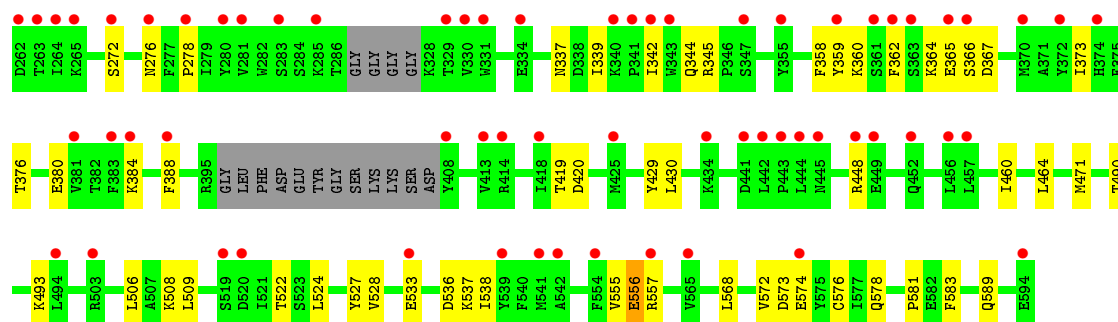 D262 T263 I264 K265 S272 N276 F277 P278 I279 Y280 V281 W282 S283 S284 K285 T286 GLY GLY GLY GLY K328 T329 V330 W331 E334 N337 D338 I339 K340 P341 I342 W343 Q344 R345 P346 S347 Y355 F358 Y359 K360 S361 F362 S363 K364 E365 S366 D367 M370 A371 Y372 I373 H374 E375
T376 E380 V381 T382 F383 K384 F388 R395 GLY LEU PHE ASP GLU TYR GLY SER LYS LYS SER ASP Y408 V413 R414 I418 T419 D420 M425 Y429 L430 K434 D441 L442 P443 L444 N445 R448 E449 Q452 L456 L457 I460 L464 M471 T490
K493 L494 R503 L506 A507 K508 L509 S519 D520 I521 T522 S523 L524 Y527 V528 E533 D536 K537 I538 Y539 F540 M541 A542 F554 V555 E556 R557 V565 L568 V572 D573 E574 Y575 C576 I577 Q578 P581 E582 F583 Q589 E594